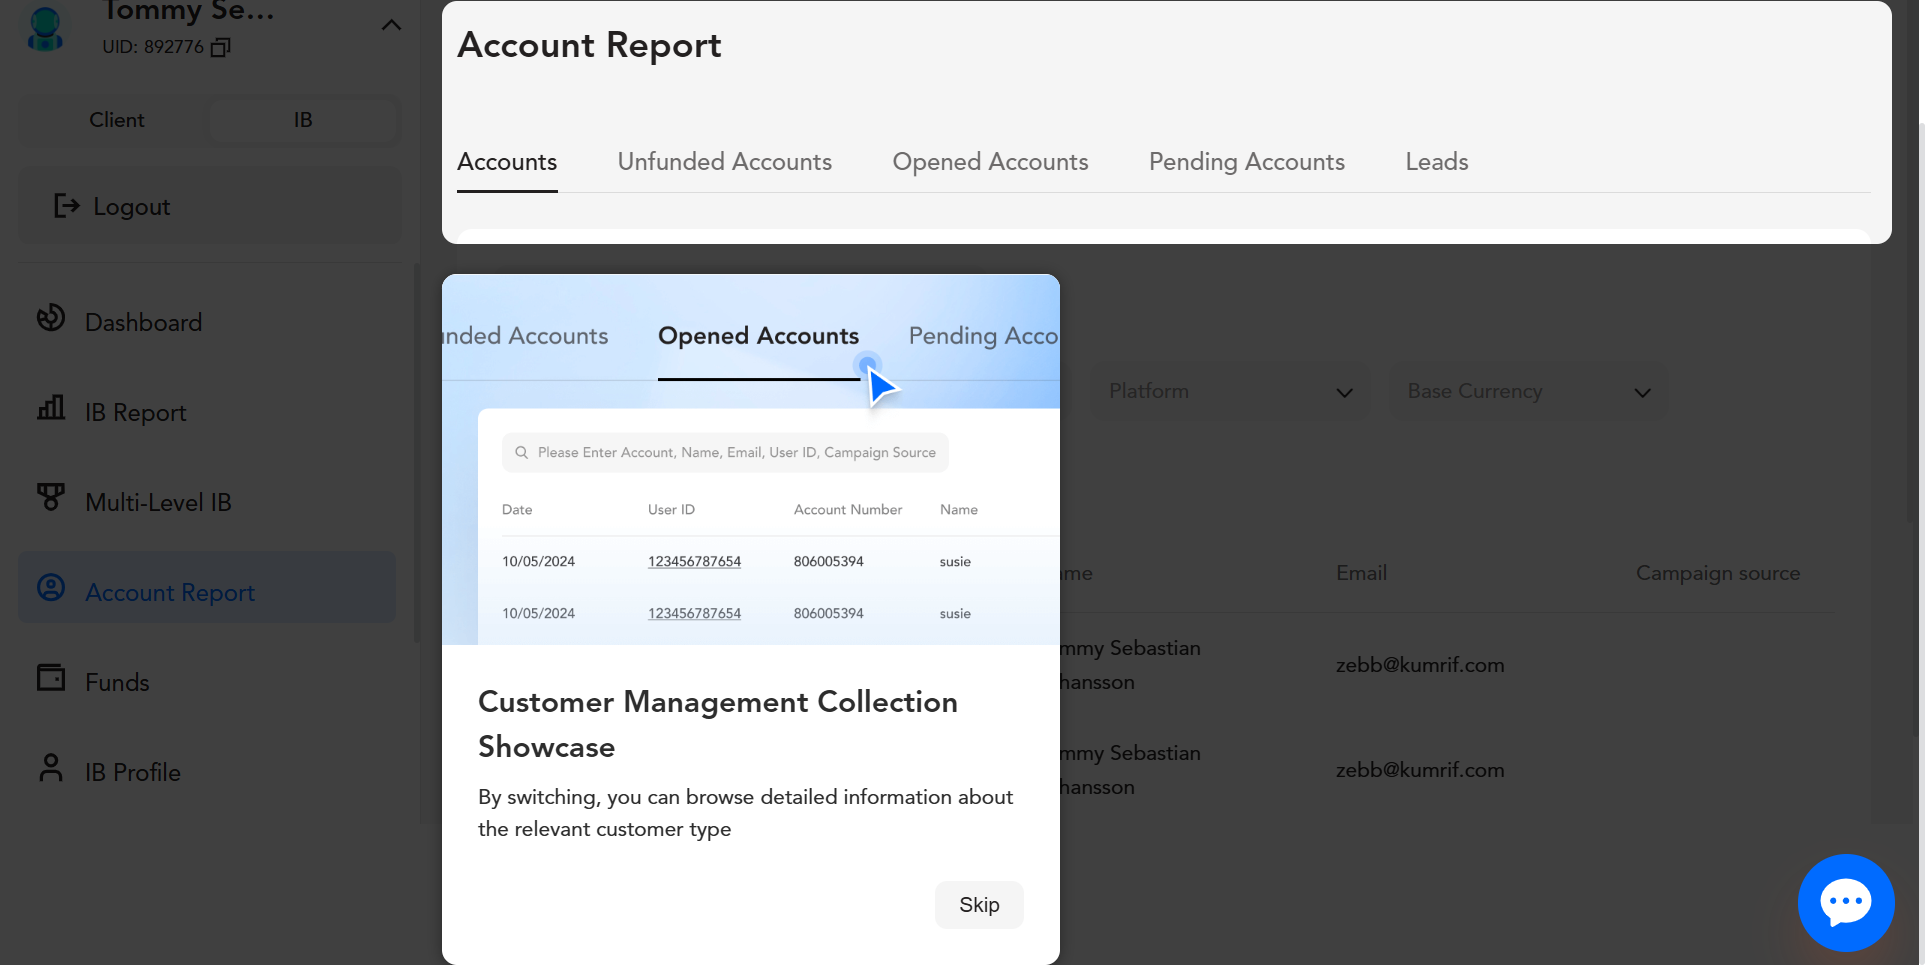 Tommy Se...
UID: 892776
Client
IB
Logout
Dashboard
IB Report
Multi-Level IB
Account Report
Funds
IB Profile
Account Report
Accounts
Unfunded Accounts
Opened Accounts
Pending Accounts
Leads
Platform
Base Currency
Email
Campaign source
mmy Sebastian
hansson
zebb@kumrif.com
mmy Sebastian
hansson
zebb@kumrif.com
nded Accounts
Opened Accounts
Pending Acco
Please Enter Account, Name, Email, User ID, Campaign Source
Date
User ID
Account Number
Name
10/05/2024
123456787654
806005394
susie
10/05/2024
123456787654
806005394
susie
Customer Management Collection
Showcase
By switching, you can browse detailed information about
the relevant customer type
Skip